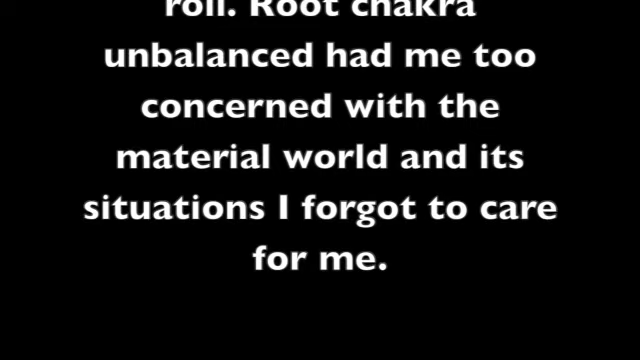 roll. Root chakra
unbalanced had me too
concerned with the
material world and its
situations I forgot to care
for me.